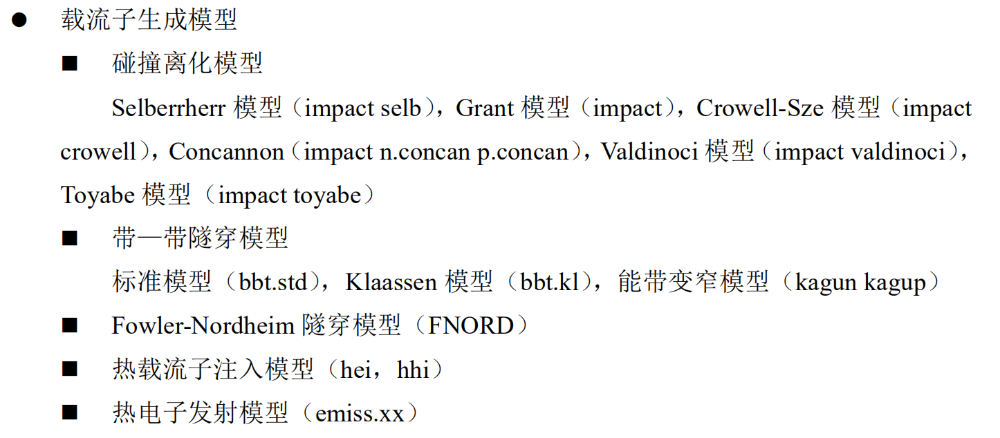 ● 载流子生成模型
■ 碰撞离化模型
Selberrherr 模型（impact selb），Grant 模型（impact），Crowell-Sze 模型（impact
crowell），Concannon（impact n.concan p.concan），Valdinoci 模型（impact valdinoci），
Toyabe 模型（impact toyabe）
■ 带—带隧穿模型
标准模型（bbt.std），Klaassen 模型（bbt.kl），能带变窄模型（kagun kagup）
■ Fowler-Nordheim 隧穿模型（FNORD）
■ 热载流子注入模型（hei，hhi）
■ 热电子发射模型（emiss.xx）